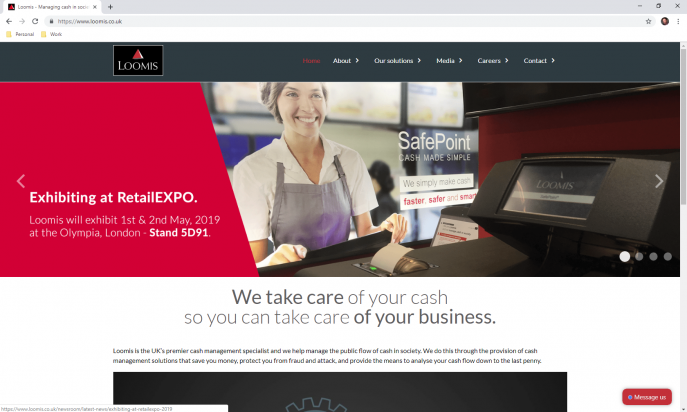 Loomis - Managing cash in socie
https://www.loomis.co.uk
Personal
Work
LOOMIS
Home
About
Our solutions
Media
Careers
Contact
SafePoint
CASH MADE SIMPLE
We simply make cash
faster, safer and smar
LOOMIS
Exhibiting at RetailEXPO.
Loomis will exhibit 1st & 2nd May, 2019
at the Olympia, London - Stand 5D91.
We take care of your cash
so you can take care of your business.
Loomis is the UK's premier cash management specialist and we help manage the public flow of cash in society. We do this through the provision of cash
management solutions that save you money, protect you from fraud and attack, and provide the means to analyse your cash flow down to the last penny.
Message us
https://www.loomis.co.uk/newsroom/latest-news/exhibiting-at-retailexpo-2019